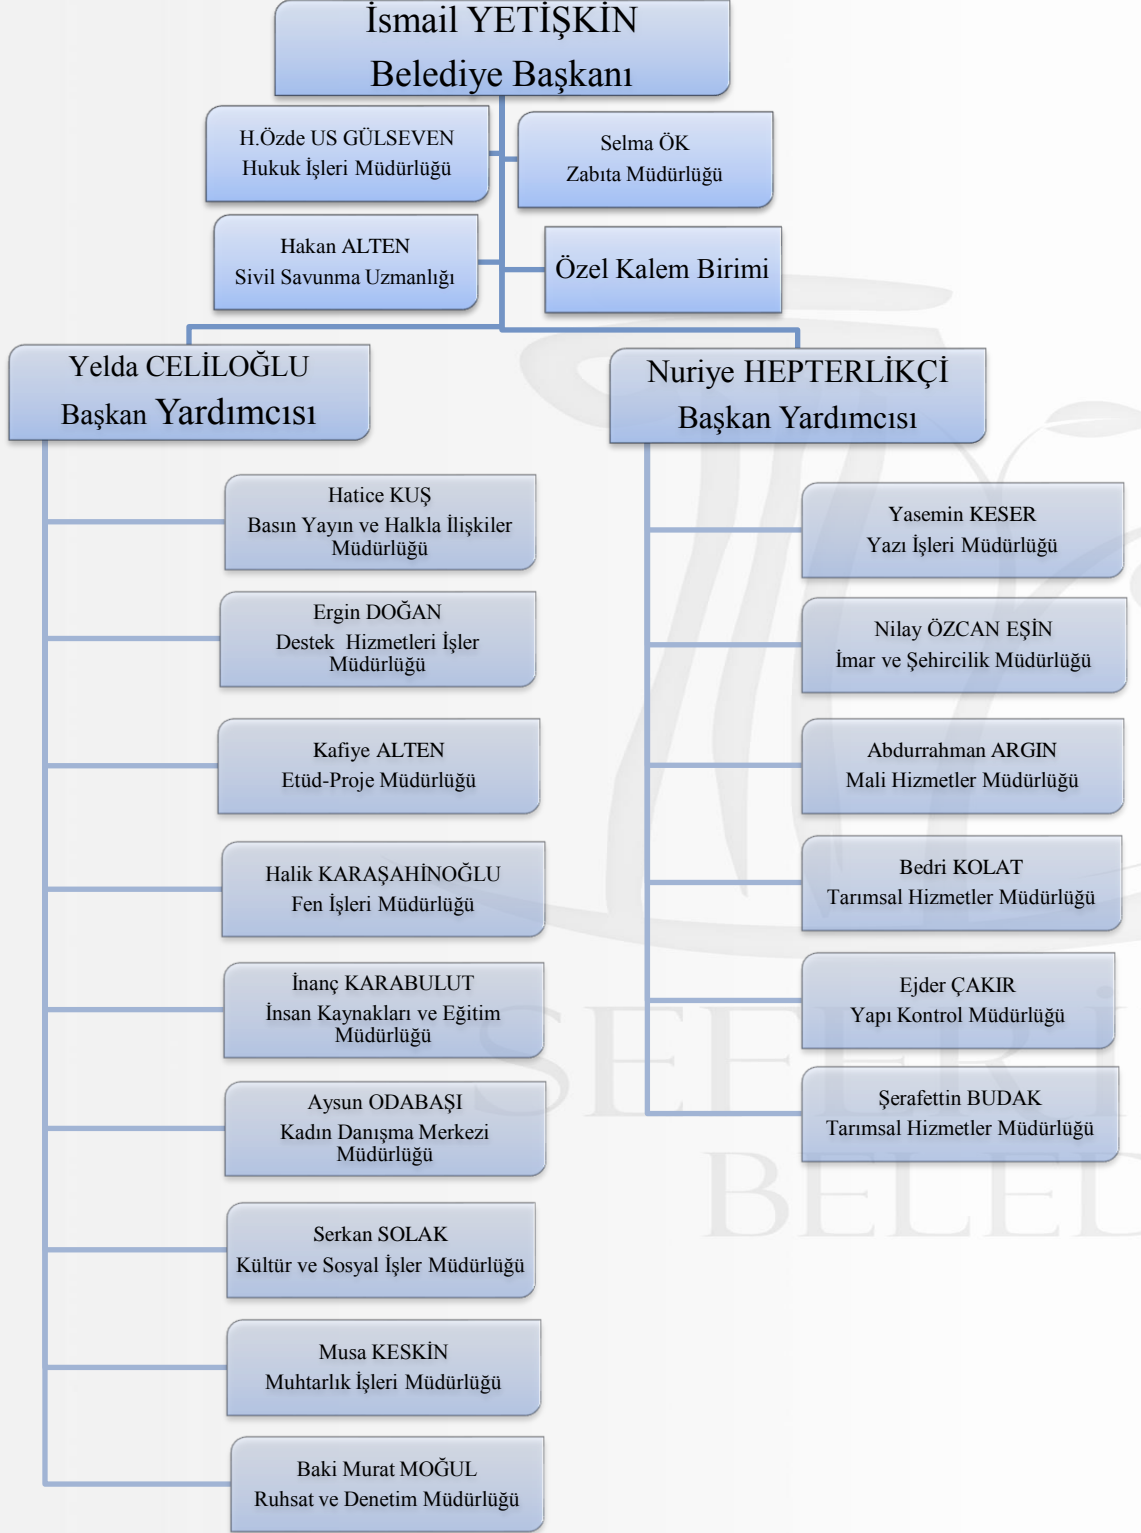 İsmail YETİŞKİN
Belediye Başkanı
H.Özde US GÜLSEVEN
Hukuk İşleri Müdürlüğü
Selma ÖK
Zabıta Müdürlüğü
Hakan ALTEN
Sivil Savunma Uzmanlığı
Özel Kalem Birimi
Yelda CELİLOĞLU
Başkan Yardımcısı
Nuriye HEPTERLİKÇİ
Başkan Yardımcısı
Hatice KUŞ
Basın Yayın ve Halkla İlişkiler
Müdürlüğü
Ergin DOĞAN
Destek  Hizmetleri İşler
Müdürlüğü
Kafiye ALTEN
Etüd-Proje Müdürlüğü
Halik KARAŞAHİNOĞLU
Fen İşleri Müdürlüğü
İnanç KARABULUT
İnsan Kaynakları ve Eğitim
Müdürlüğü
Aysun ODABAŞI
Kadın Danışma Merkezi
Müdürlüğü
Serkan SOLAK
Kültür ve Sosyal İşler Müdürlüğü
Musa KESKİN
Muhtarlık İşleri Müdürlüğü
Baki Murat MOĞUL
Ruhsat ve Denetim Müdürlüğü
Yasemin KESER
Yazı İşleri Müdürlüğü
Nilay ÖZCAN EŞİN
İmar ve Şehircilik Müdürlüğü
Abdurrahman ARGIN
Mali Hizmetler Müdürlüğü
Bedri KOLAT
Tarımsal Hizmetler Müdürlüğü
Ejder ÇAKIR
Yapı Kontrol Müdürlüğü
Şerafettin BUDAK
Tarımsal Hizmetler Müdürlüğü
SEFERİ
BELED